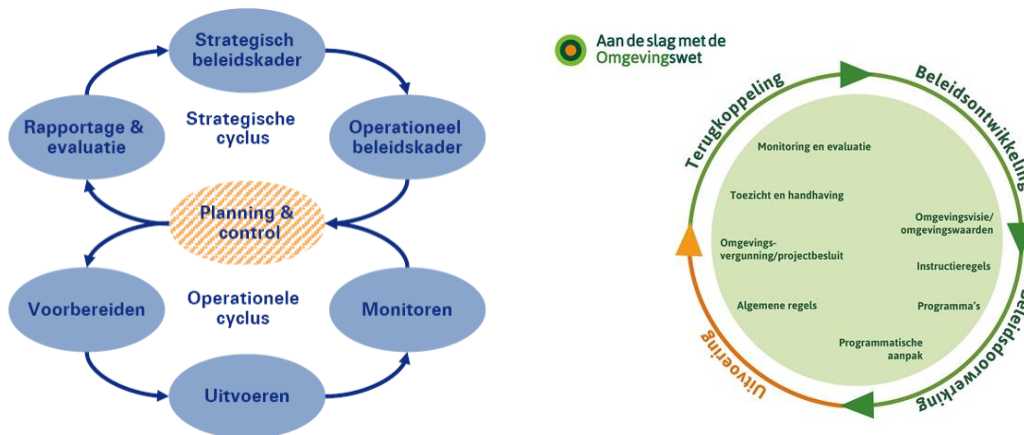 Strategisch
beleidskader
Rapportage &
evaluatie
Strategische
cyclus
Operationeel
beleidskader
Planning &
control
Voorbereiden
Operationele
cyclus
Monitoren
Uitvoeren
Aan de slag met de
Omgevingswet
Terugkoppeling
Beleidsontwikkeling
Monitoring en evaluatie
Toezicht en handhaving
Omgevingsvisie/
omgevingswaarden
Omgevings-
vergunning/projectbesluit
Instructieregels
Algemene regels
Programma's
Programmatische
aanpak
Uitvoering
Beleidsdoorwerking